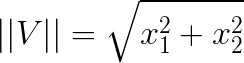 ||V|| = √(x₁² + x₂²)